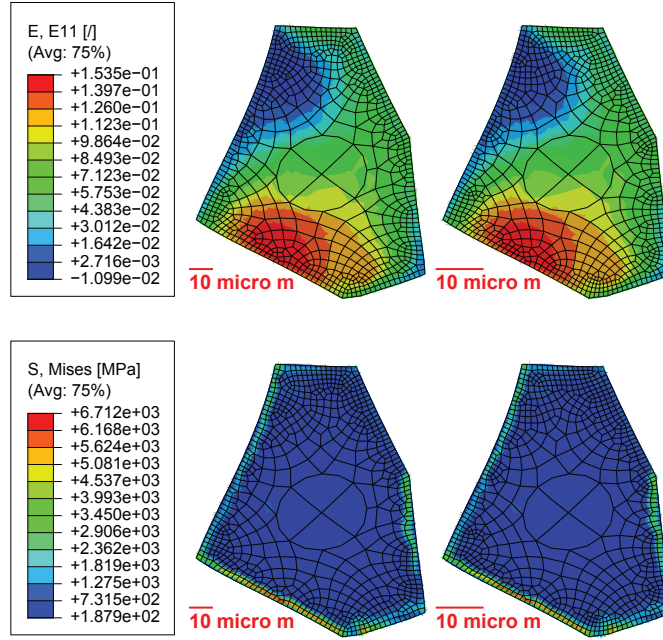 E, E11 [/]
(Avg: 75%)
+1.535e−01
+1.397e−01
+1.260e−01
+1.123e−01
+9.864e−02
+8.493e−02
+7.123e−02
+5.753e−02
+4.383e−02
+3.012e−02
+1.642e−02
+2.716e−03
−1.099e−02
10 micro m
10 micro m
S, Mises [MPa]
(Avg: 75%)
+6.712e+03
+6.168e+03
+5.624e+03
+5.081e+03
+4.537e+03
+3.993e+03
+3.450e+03
+2.906e+03
+2.362e+03
+1.819e+03
+1.275e+03
+7.315e+02
+1.879e+02
10 micro m
10 micro m